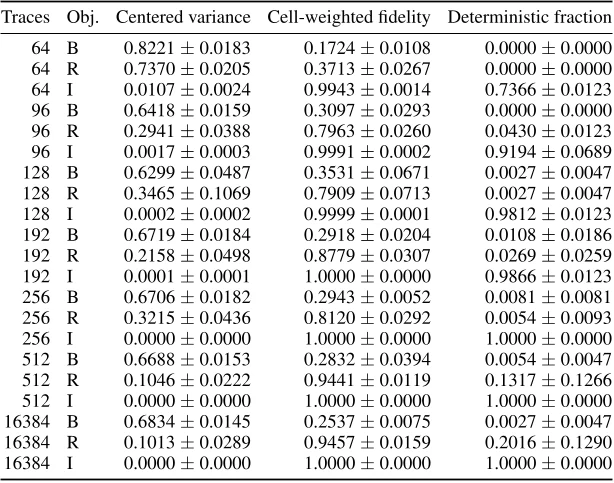 Traces Obj. Centered variance Cell-weighted fidelity Deterministic fraction
64 B 0.8221 ± 0.0183 0.1724 ± 0.0108 0.0000 ± 0.0000
64 R 0.7370 ± 0.0205 0.3713 ± 0.0267 0.0000 ± 0.0000
64 I 0.0107 ± 0.0024 0.9943 ± 0.0014 0.7366 ± 0.0123
96 B 0.6418 ± 0.0159 0.3097 ± 0.0293 0.0000 ± 0.0000
96 R 0.2941 ± 0.0388 0.7963 ± 0.0260 0.0430 ± 0.0123
96 I 0.0017 ± 0.0003 0.9991 ± 0.0002 0.9194 ± 0.0689
128 B 0.6299 ± 0.0487 0.3531 ± 0.0671 0.0027 ± 0.0047
128 R 0.3465 ± 0.1069 0.7909 ± 0.0713 0.0027 ± 0.0047
128 I 0.0002 ± 0.0002 0.9999 ± 0.0001 0.9812 ± 0.0123
192 B 0.6719 ± 0.0184 0.2918 ± 0.0204 0.0108 ± 0.0186
192 R 0.2158 ± 0.0498 0.8779 ± 0.0307 0.0269 ± 0.0259
192 I 0.0001 ± 0.0001 1.0000 ± 0.0000 0.9866 ± 0.0123
256 B 0.6706 ± 0.0182 0.2943 ± 0.0052 0.0081 ± 0.0081
256 R 0.3215 ± 0.0436 0.8120 ± 0.0292 0.0054 ± 0.0093
256 I 0.0000 ± 0.0000 1.0000 ± 0.0000 1.0000 ± 0.0000
512 B 0.6688 ± 0.0153 0.2832 ± 0.0394 0.0054 ± 0.0047
512 R 0.1046 ± 0.0222 0.9441 ± 0.0119 0.1317 ± 0.1266
512 I 0.0000 ± 0.0000 1.0000 ± 0.0000 1.0000 ± 0.0000
16384 B 0.6834 ± 0.0145 0.2537 ± 0.0075 0.0027 ± 0.0047
16384 R 0.1013 ± 0.0289 0.9457 ± 0.0159 0.2016 ± 0.1290
16384 I 0.0000 ± 0.0000 1.0000 ± 0.0000 1.0000 ± 0.0000